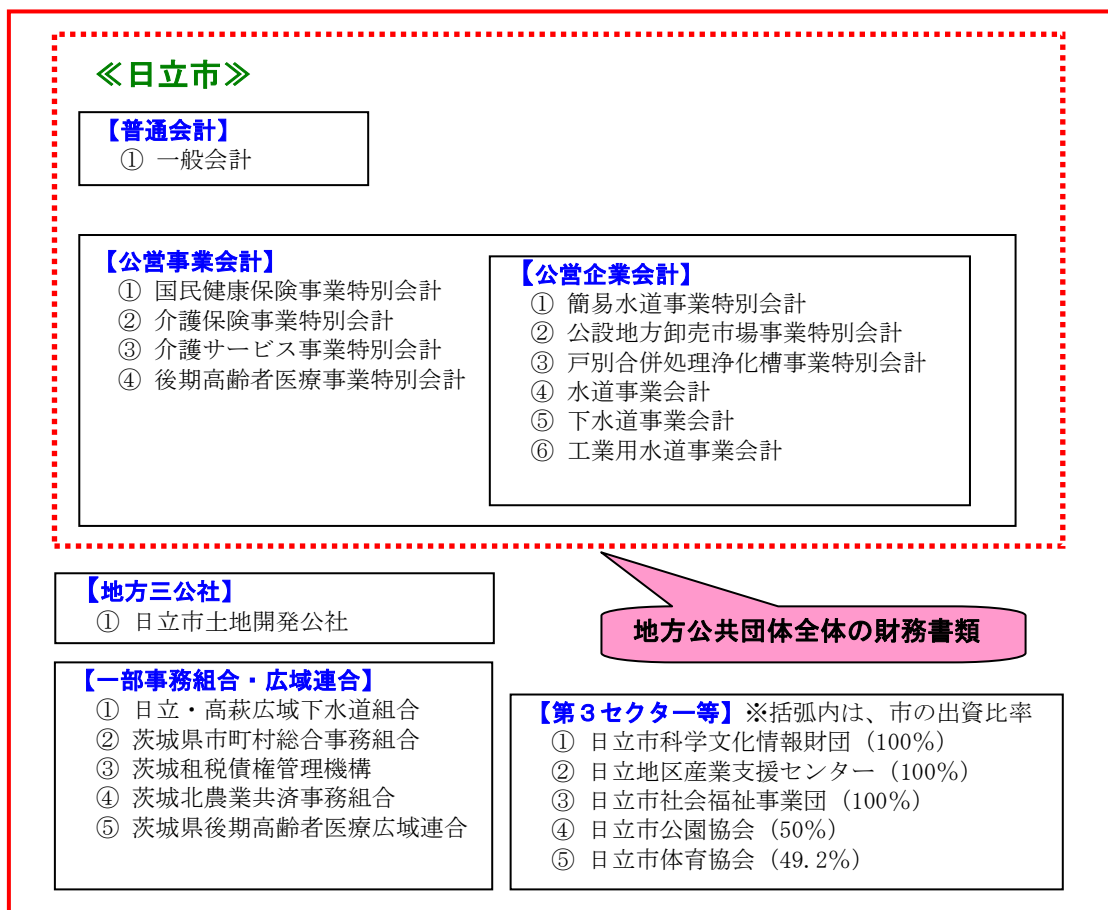 ≪日立市≫
【普通会計】
① 一般会計
【公営事業会計】
① 国民健康保険事業特別会計
② 介護保険事業特別会計
③ 介護サービス事業特別会計
④ 後期高齢者医療事業特別会計
【公営企業会計】
① 簡易水道事業特別会計
② 公設地方卸売市場事業特別会計
③ 戸別合併処理浄化槽事業特別会計
④ 水道事業会計
⑤ 下水道事業会計
⑥ 工業用水道事業会計
【地方三公社】
① 日立市土地開発公社
地方公共団体全体の財務書類
【一部事務組合・広域連合】
① 日立・高萩広域下水道組合
② 茨城県市町村総合事務組合
③ 茨城租税債権管理機構
④ 茨城北農業共済事務組合
⑤ 茨城県後期高齢者医療広域連合
【第３セクター等】※括弧内は、市の出資比率
① 日立市科学文化情報財団（100％）
② 日立地区産業支援センター（100％）
③ 日立市社会福祉事業団（100％）
④ 日立市公園協会（50％）
⑤ 日立市体育協会（49.2％）